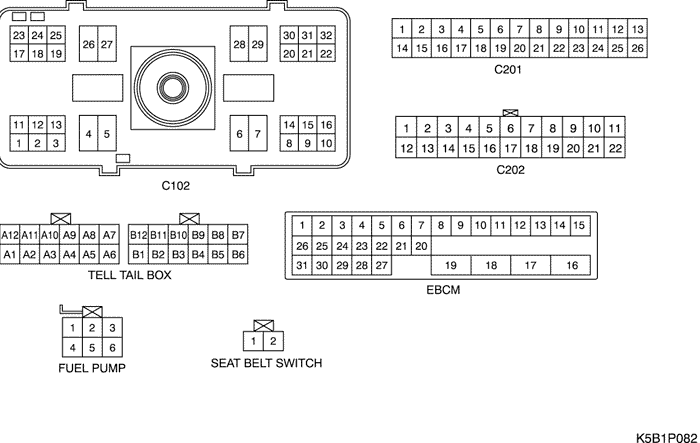 23 24 25 26 27 28 29 30 31 32
17 18 19 20 21 22
11 12 13 4 5 6 7 14 15 16
1 2 3 8 9 10
C102
1 2 3 4 5 6 7 8 9 10 11 12 13
14 15 16 17 18 19 20 21 22 23 24 25 26
C201
1 2 3 4 5 6 7 8 9 10 11
12 13 14 15 16 17 18 19 20 21 22
C202
A12 A11 A10 A9 A8 A7
A1 A2 A3 A4 A5 A6
B12 B11 B10 B9 B8 B7
B1 B2 B3 B4 B5 B6
TELL TAIL BOX
1 2 3 4 5 6 7 8 9 10 11 12 13 14 15
26 25 24 23 22 21 20
31 30 29 28 27 19 18 17 16
EBCM
1 2 3
4 5 6
FUEL PUMP
1 2
SEAT BELT SWITCH
K5B1P082